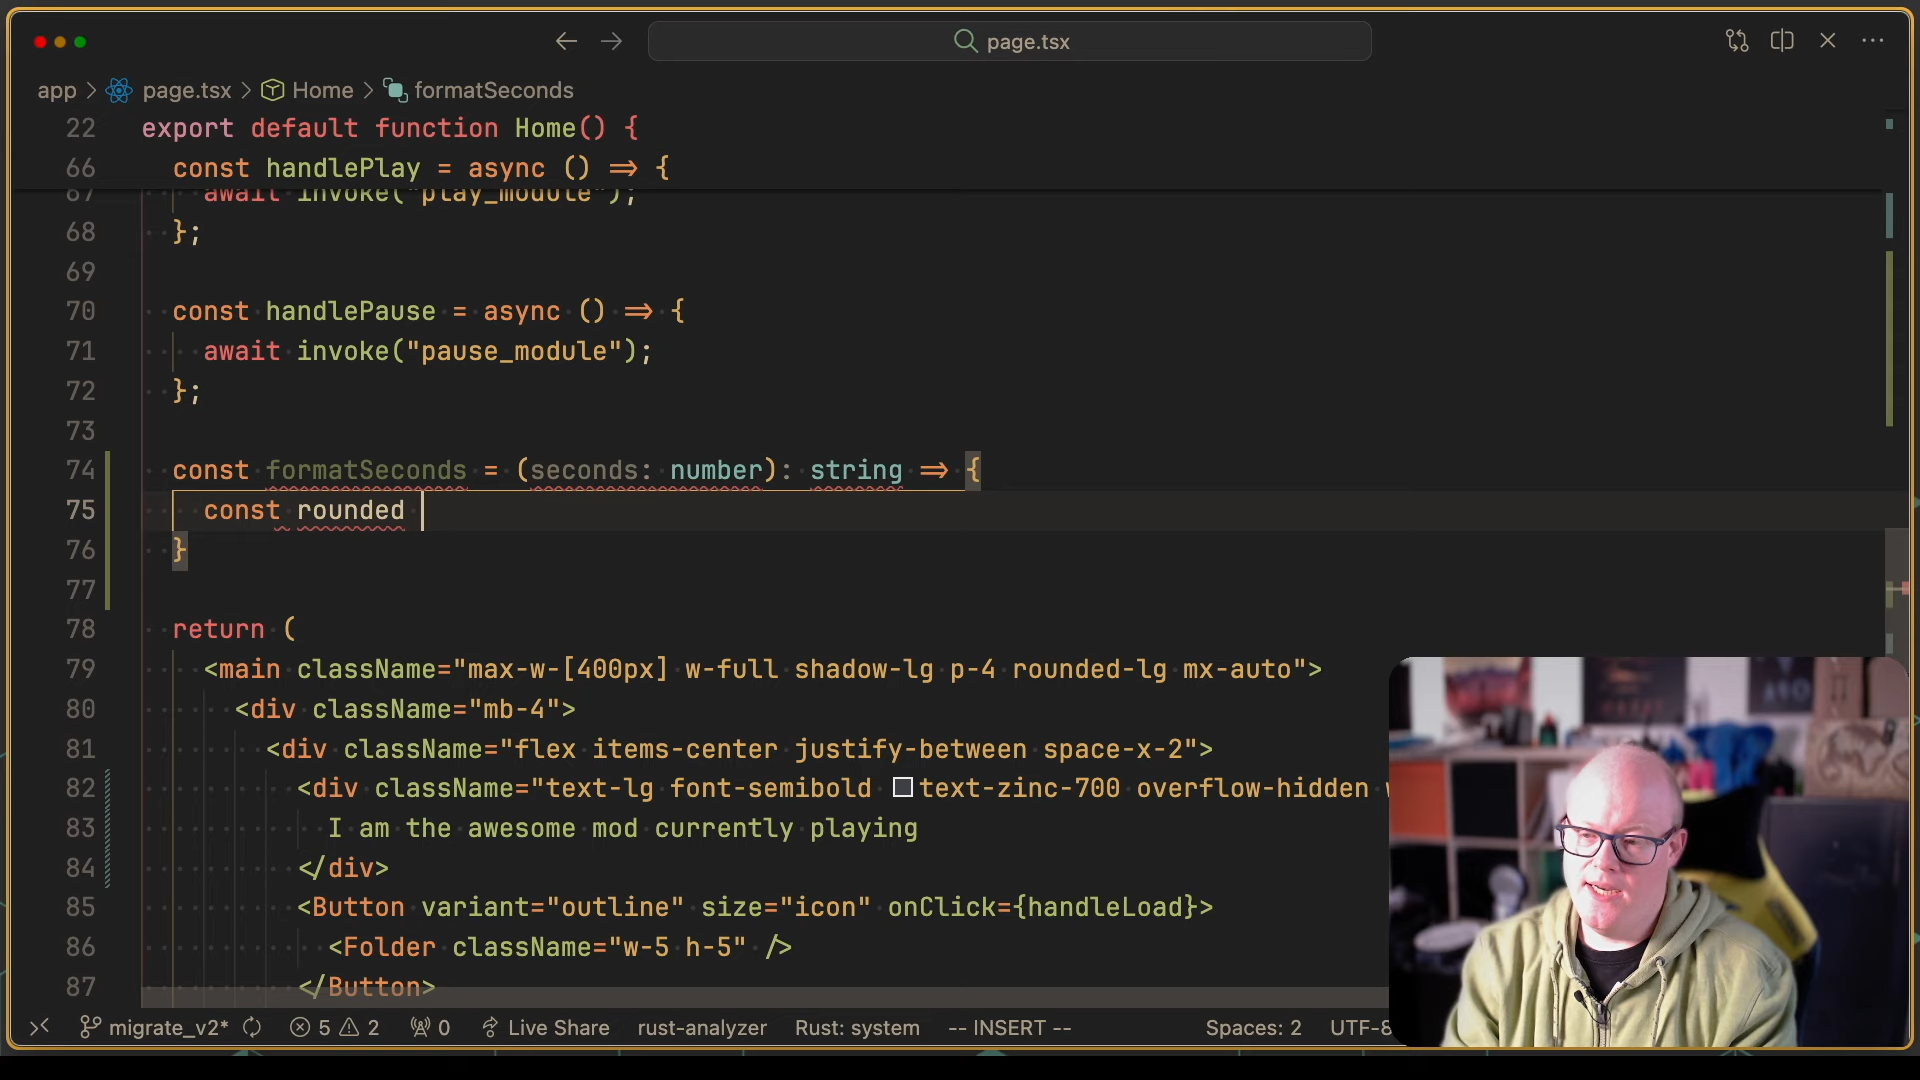 page.tsx
app > page.tsx > Home > formatSeconds
22 export default function Home() {
66 const handlePlay = async () => {
67 await invoke("play_module");
68 };
69
70 const handlePause = async () => {
71 await invoke("pause_module");
72 };
73
74 const formatSeconds = (seconds: number): string => {
75 const rounded
76 }
77
78 return (
79 <main className="max-w-[400px] w-full shadow-lg p-4 rounded-lg mx-auto">
80 <div className="mb-4">
81 <div className="flex items-center justify-between space-x-2">
82 <div className="text-lg font-semibold text-zinc-700 overflow-hidden
83 I am the awesome mod currently playing
84 </div>
85 <Button variant="outline" size="icon" onClick={handleLoad}>
86 <Folder className="w-5 h-5" />
87 </Button>
migrate_v2* 5 2 0 Live Share rust-analyzer Rust: system -- INSERT -- Spaces: 2 UTF-8